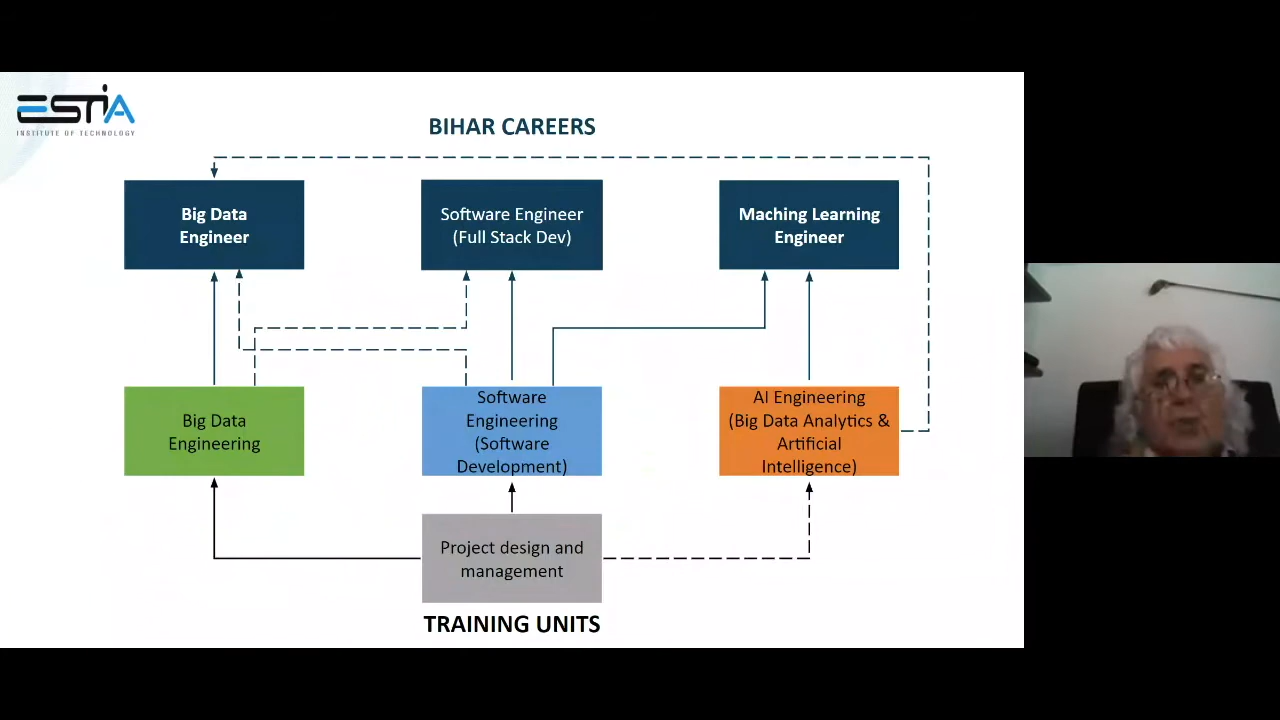 ESTIA
INSTITUTE OF TECHNOLOGY
BIHAR CAREERS
Big Data
Engineer
Software Engineer
(Full Stack Dev)
Maching Learning
Engineer
Big Data
Engineering
Software
Engineering
(Software
Development)
AI Engineering
(Big Data Analytics &
Artificial
Intelligence)
Project design and
management
TRAINING UNITS